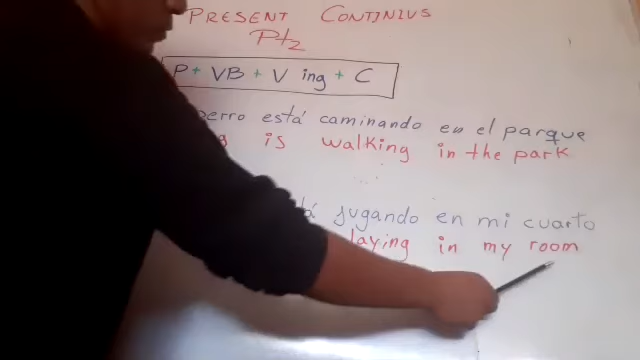 PRESENT CONTINIUS
Pt2
P + VB + V ing + C
perro está caminando en el parque
is walking in the park
jugando en mi cuarto
in my room